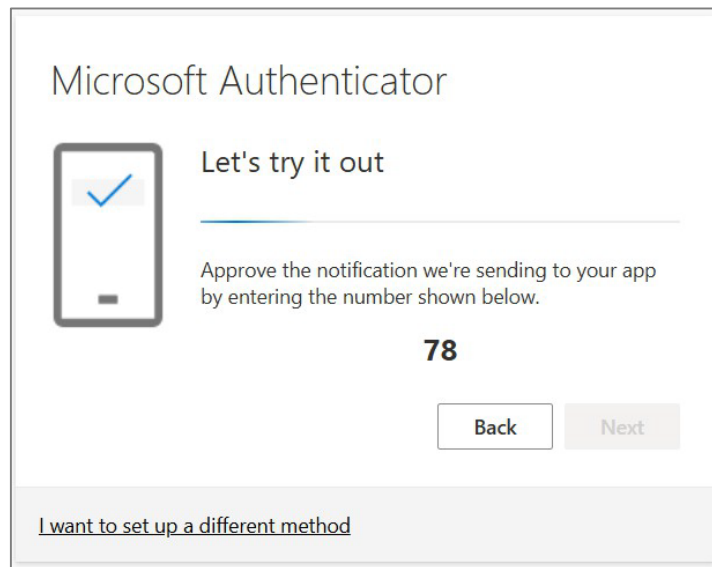 Microsoft Authenticator
Let's try it out
Approve the notification we're sending to your app
by entering the number shown below.
78
Back
Next
I want to set up a different method